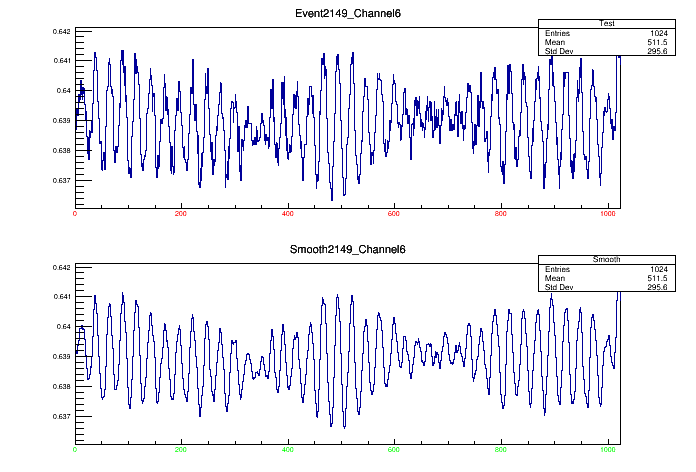 Event2149_Channel6
Test
Entries 1024
Mean 511.5
Std Dev 295.6
0.642
0.641
0.64
0.639
0.638
0.637
0 200 400 600 800 1000
Smooth2149_Channel6
Smooth
Entries 1024
Mean 511.5
Std Dev 295.6
0.642
0.641
0.64
0.639
0.638
0.637
0 200 400 600 800 1000